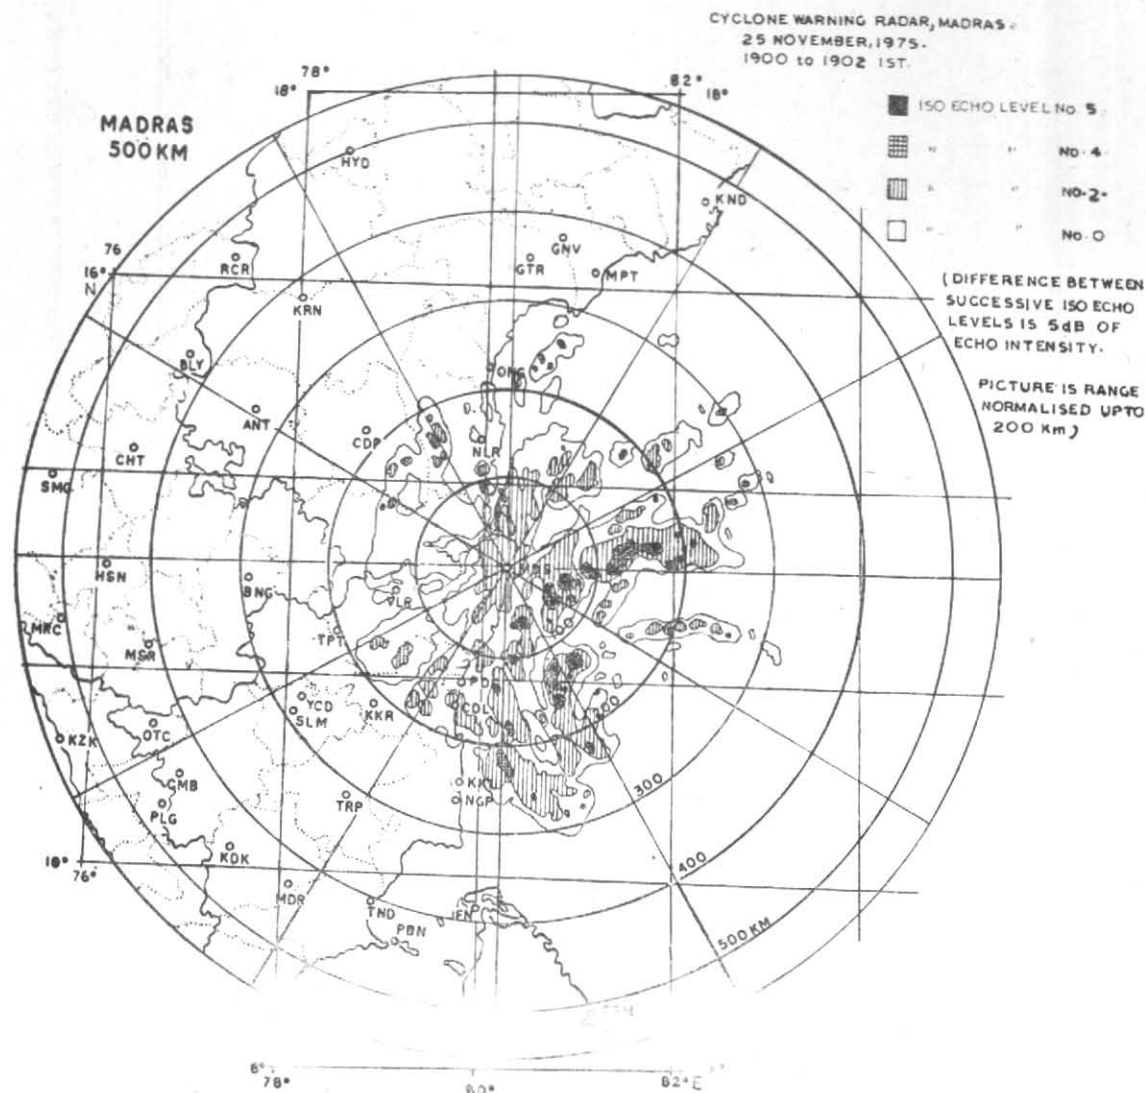 CYCLONE WARNING RADAR, MADRAS.
25 NOVEMBER, 1975.
1900 to 1902 IST.
78°
82°
18°
18°
ISO ECHO LEVEL No. 5
MADRAS
500KM
" " No. 4
HYD
" " No. 2
KND
" " No. 0
GNV
76
RCR
GTR
MPT
16°
N
KRN
(DIFFERENCE BETWEEN
SUCCESSIVE ISO ECHO
LEVELS IS 5dB OF
ECHO INTENSITY.
BLY
ONG
PICTURE IS RANGE
NORMALISED UPTO
200 Km)
ANT
CDP
NLR
CHT
SMG
HSN
MDS
BNG
VLR
MRC
TPT
MSR
PDC
YCD
SLM
KKR
CDL
OTC
KZK
CMB
KKL
NGP
300
TRP
PLG
KDK
10°
76°
400
MDR
TND
JFN
PBN
500 KM
6°
78°
80°
82°E